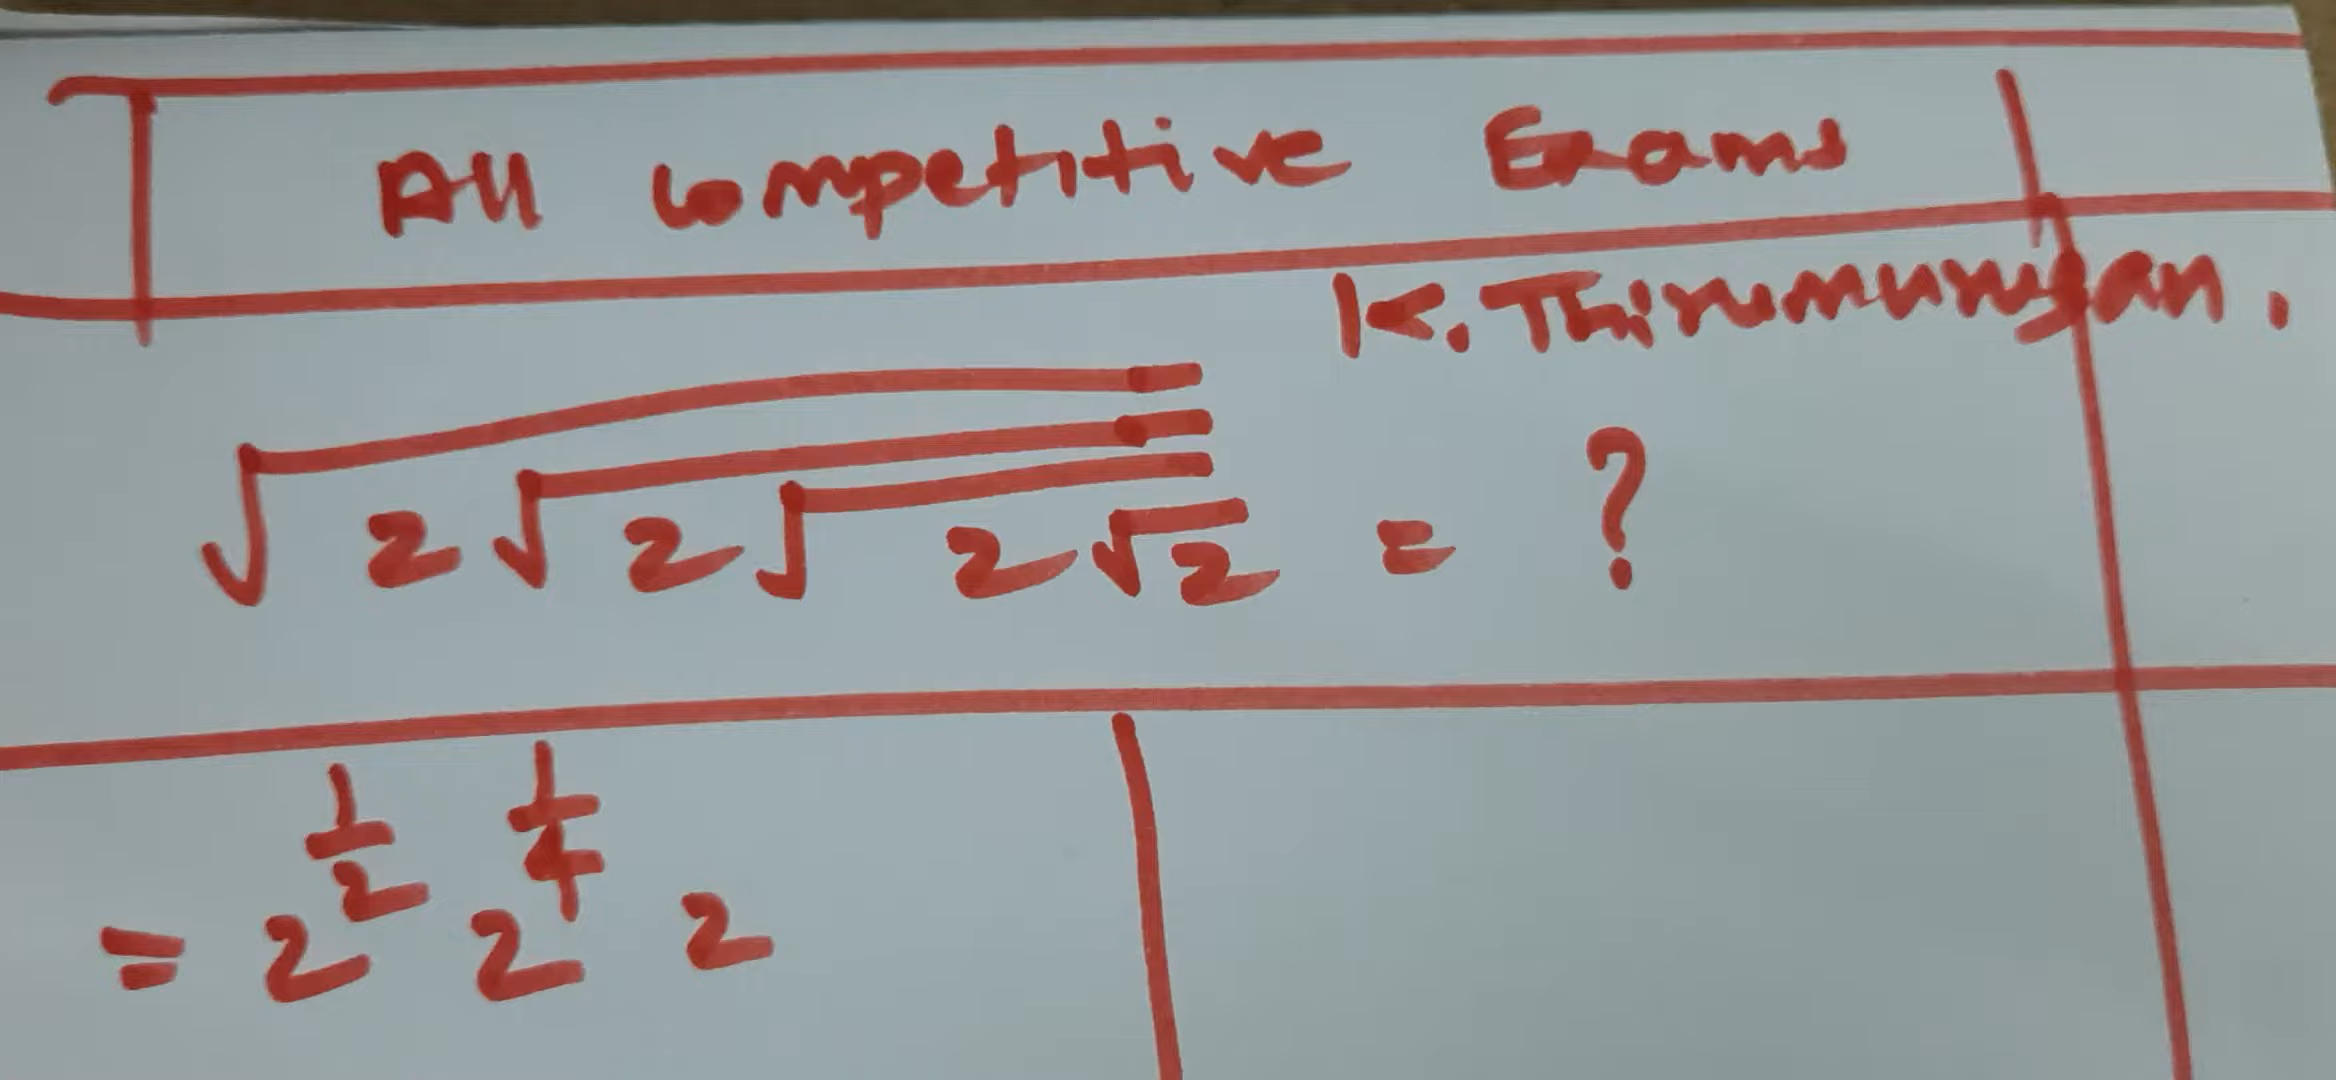 All competitive Exams
K. Thirumurugan.
√2√2√2√2 = ?
= 2^1/2 2^1/4 2